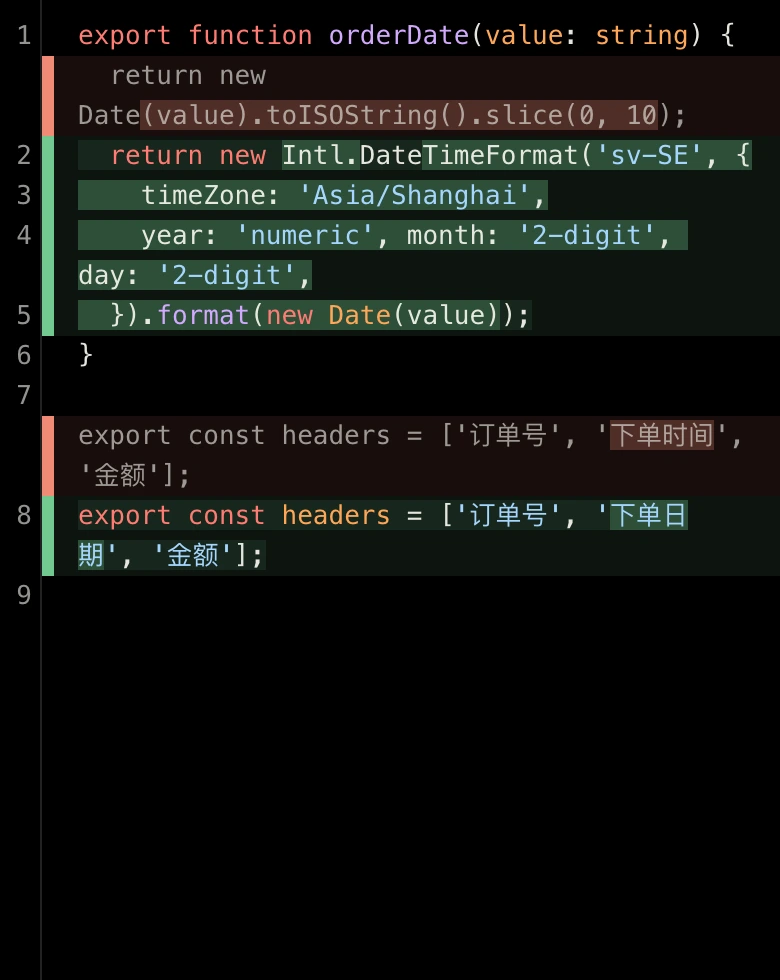 1 export function orderDate(value: string) {
return new
Date(value).toISOString().slice(0, 10);
2 return new Intl.DateTimeFormat('sv-SE', {
3 timeZone: 'Asia/Shanghai',
4 year: 'numeric', month: '2-digit',
day: '2-digit',
5 }).format(new Date(value));
6 }
7
export const headers = ['订单号', '下单时间',
'金额'];
8 export const headers = ['订单号', '下单日
期', '金额'];
9